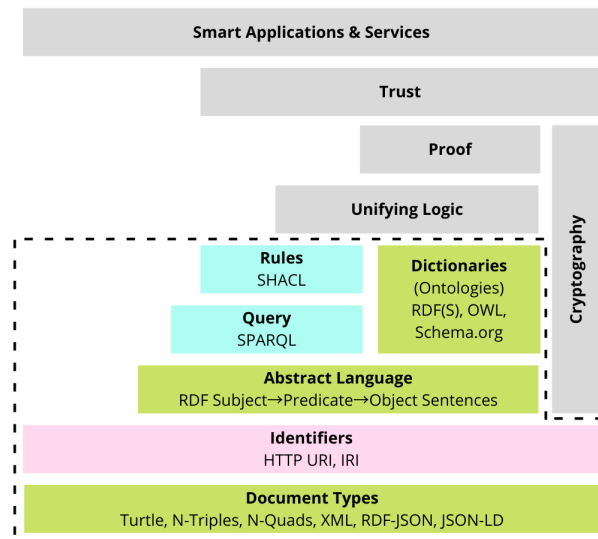 Smart Applications & Services
Trust
Proof
Unifying Logic
Cryptography
Rules
SHACL
Dictionaries
(Ontologies)
RDF(S), OWL,
Schema.org
Query
SPARQL
Abstract Language
RDF Subject→Predicate→Object Sentences
Identifiers
HTTP URI, IRI
Document Types
Turtle, N-Triples, N-Quads, XML, RDF-JSON, JSON-LD